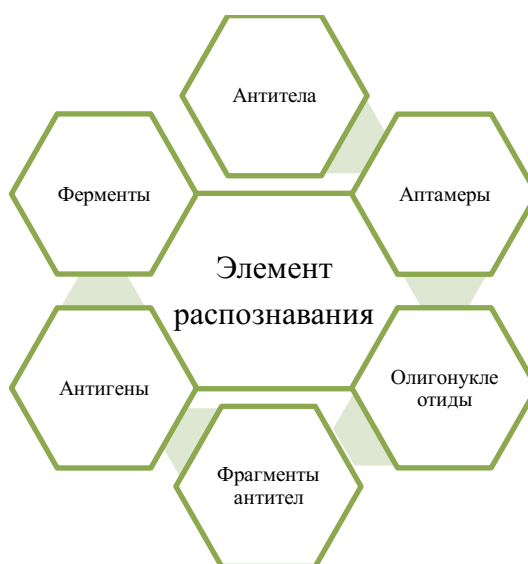 Антитела
Ферменты
Аптамеры
Элемент
распознавания
Антигены
Олигонукле
отиды
Фрагменты
антител